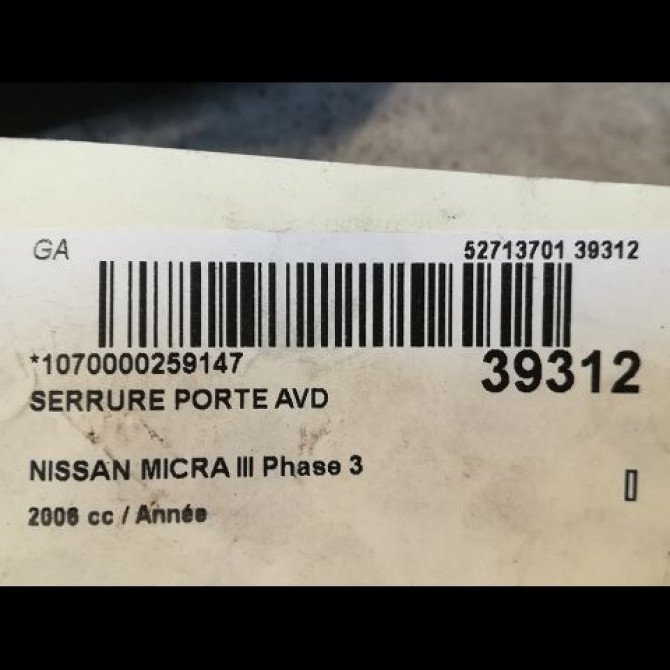 GA
52713701 39312
*1070000259147
39312
SERRURE PORTE AVD
NISSAN MICRA III Phase 3
2006 cc / Année